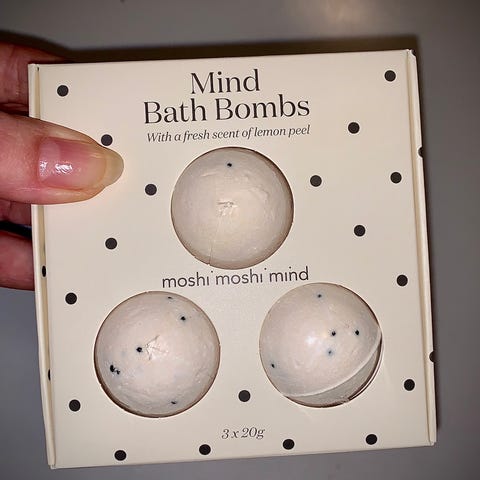 Mind
Bath Bombs
With a fresh scent of lemon peel
moshi moshi mind
3 x 20g